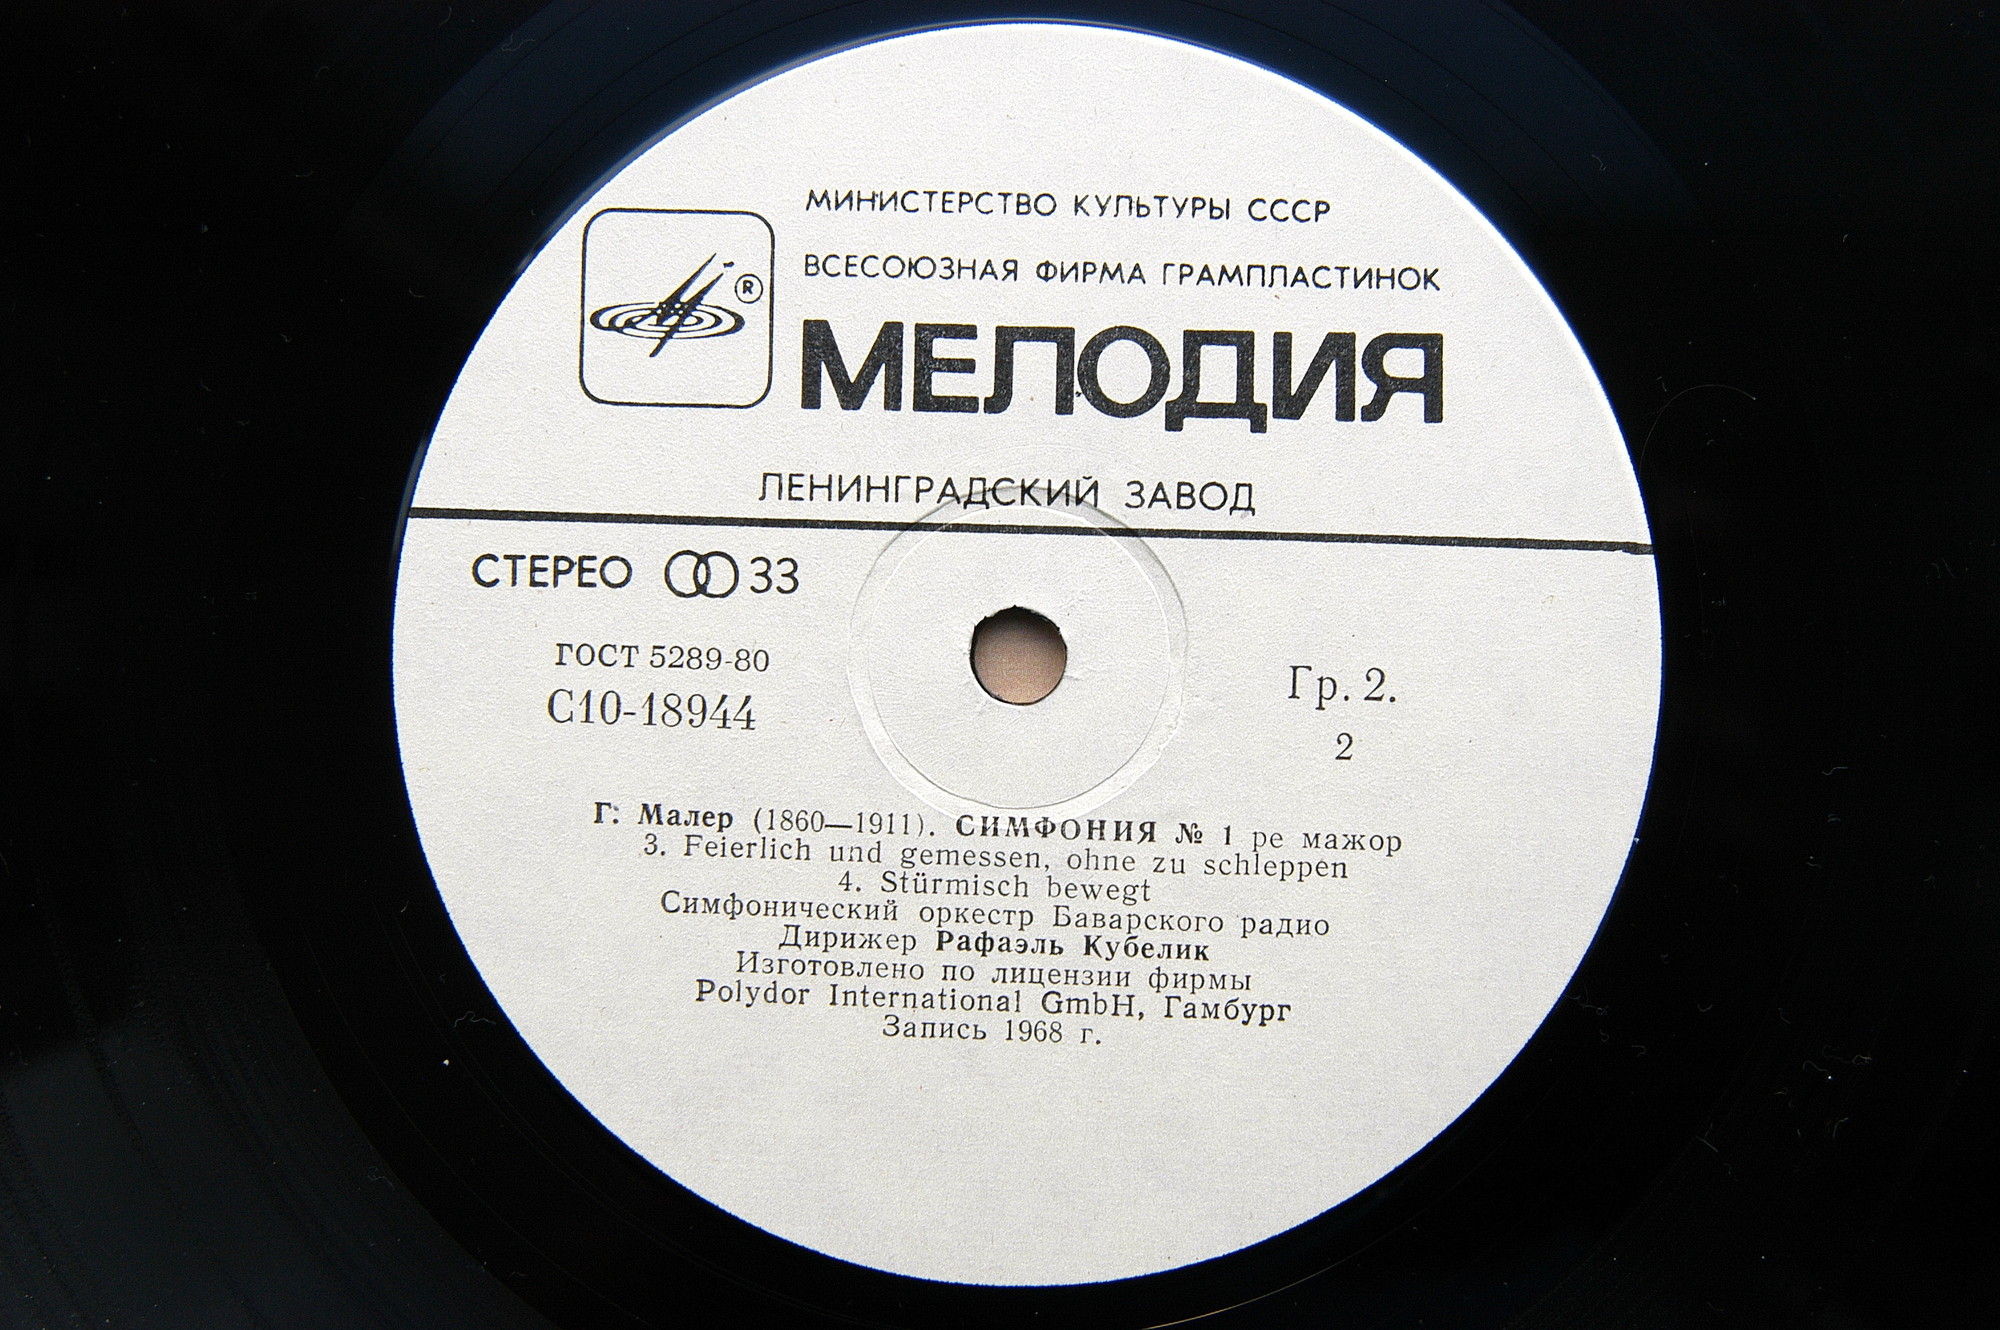 МИНИСТЕРСТВО КУЛЬТУРЫ СССР
ВСЕСОЮЗНАЯ ФИРМА ГРАМПЛАСТИНОК
®
МЕЛОДИЯ
ЛЕНИНГРАДСКИЙ ЗАВОД
СТЕРЕО 33
ГОСТ 5289-80
С10-18944
Гр. 2.
2
Г. Малер (1860—1911). СИМФОНИЯ № 1 ре мажор
3. Feierlich und gemessen, ohne zu schleppen
4. Stürmisch bewegt
Симфонический оркестр Баварского радио
Дирижер Рафаэль Кубелик
Изготовлено по лицензии фирмы
Polydor International GmbH, Гамбург
Запись 1968 г.